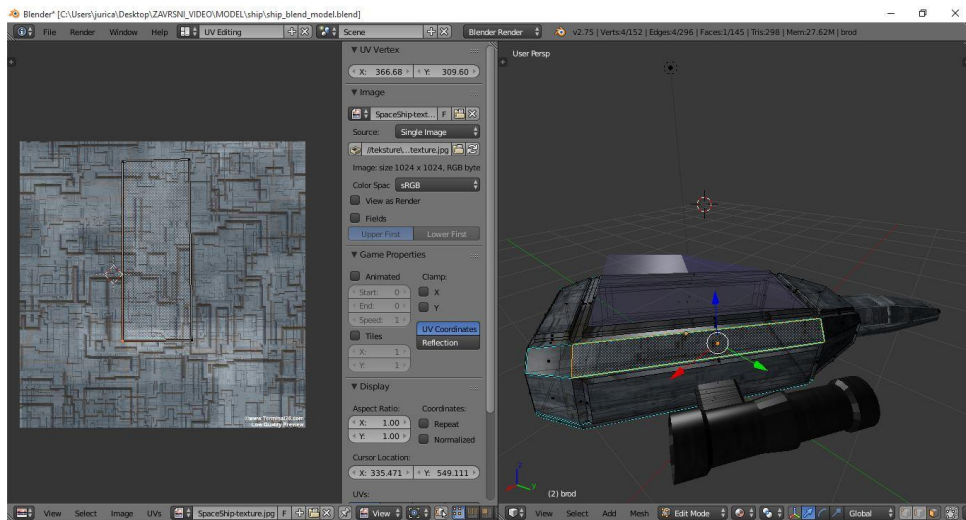 Blender* [C:\Users\jurica\Desktop\ZAVRSNI_VIDEO\MODEL\ship\ship_blend_model.blend]
File Render Window Help UV Editing Scene Blender Render v2.75 | Verts:4/152 | Edges:4/296 | Faces:1/145 | Tris:298 | Mem:27.62M | brod
UV Vertex
X: 366.68 Y: 309.60
Image
SpaceShip-text... F
Source: Single Image
//teksture\...texture.jpg
Image: size 1024 x 1024, RGB byte
Color Spac sRGB
View as Render
Fields
Upper First Lower First
Game Properties
Animated Clamp:
Start: 0 X
End: 0 Y
Speed: 1 UV Coordinates
Tiles Reflection
X: 1
Y: 1
Display
Aspect Ratio: Coordinates:
X: 1.00 Repeat
Y: 1.00 Normalized
Cursor Location:
X: 335.471 Y: 549.111
UVs:
Low Quality Preview
User Persp
z
y
(2) brod
View Select Image UVs SpaceShip-texture.jpg F View
View Select Add Mesh Edit Mode Global